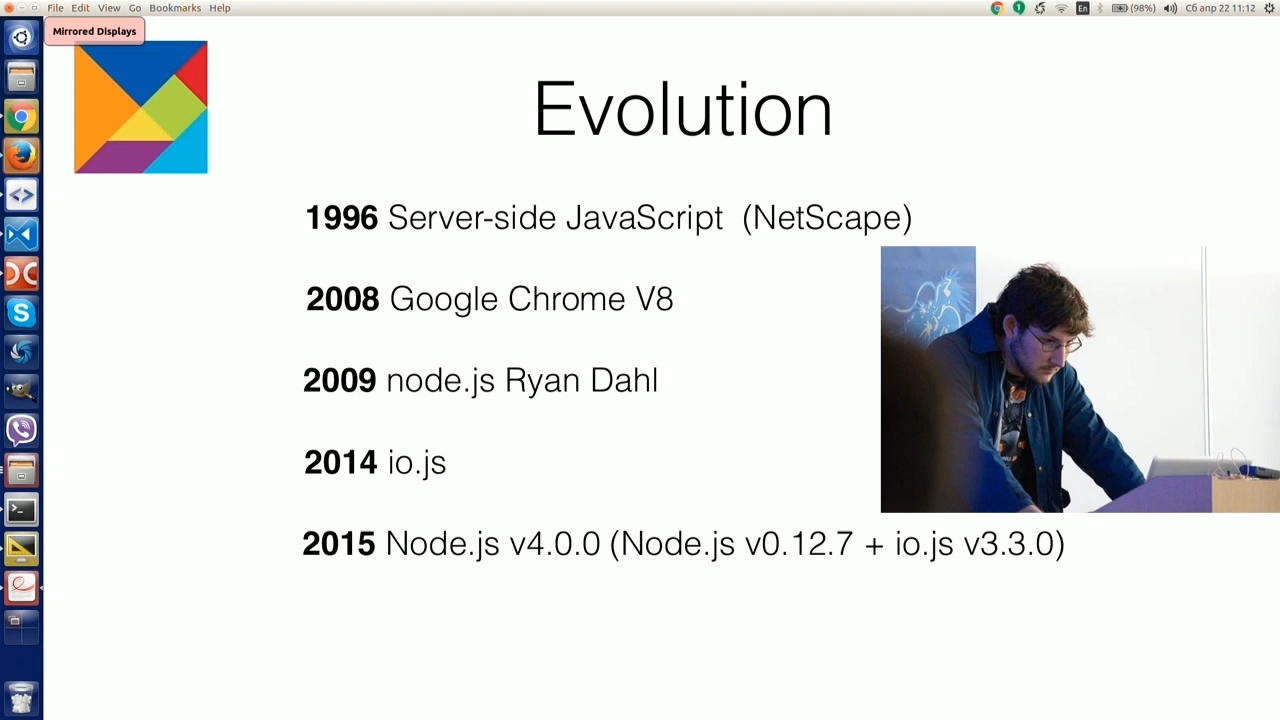 File Edit View Go Bookmarks Help
1 En (98%) Сб апр 22 11:12
Mirrored Displays
Evolution
1996 Server-side JavaScript (NetScape)
2008 Google Chrome V8
2009 node.js Ryan Dahl
2014 io.js
2015 Node.js v4.0.0 (Node.js v0.12.7 + io.js v3.3.0)